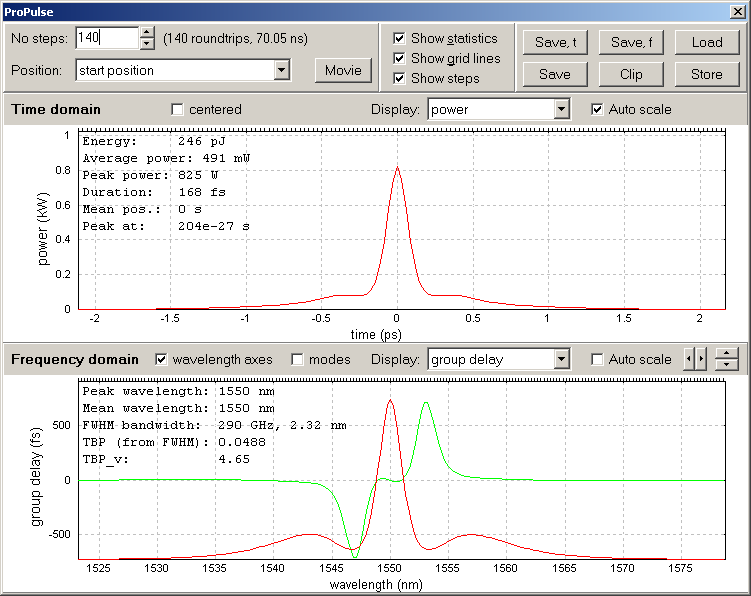 ProPulse
No steps: 140 (140 roundtrips, 70.05 ns)
Position: start position Movie
Show statistics
Show grid lines
Show steps
Save, t Save, f Load
Save Clip Store
Time domain centered Display: power Auto scale
Energy: 246 pJ
Average power: 491 mW
Peak power: 825 W
Duration: 168 fs
Mean pos.: 0 s
Peak at: 204e-27 s
power (kW)
1
0.8
0.6
0.4
0.2
0
-2 -1.5 -1 -0.5 0 0.5 1 1.5 2
time (ps)
Frequency domain wavelength axes modes Display: group delay Auto scale
Peak wavelength: 1550 nm
Mean wavelength: 1550 nm
FWHM bandwidth: 290 GHz, 2.32 nm
TBP (from FWHM): 0.0488
TBP_v: 4.65
group delay (fs)
500
0
-500
1525 1530 1535 1540 1545 1550 1555 1560 1565 1570 1575
wavelength (nm)